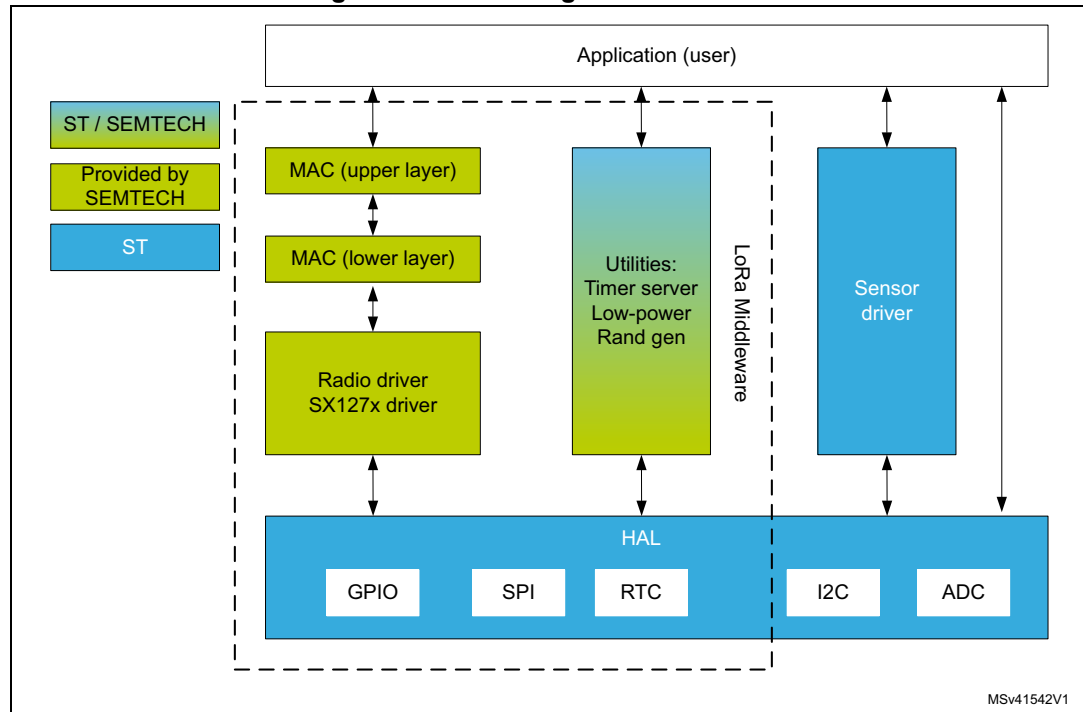 Application (user)
ST / SEMTECH
Provided by
SEMTECH
ST
MAC (upper layer)
MAC (lower layer)
Radio driver
SX127x driver
Utilities:
Timer server
Low-power
Rand gen
LoRa Middleware
Sensor
driver
HAL
GPIO
SPI
RTC
I2C
ADC
MSv41542V1